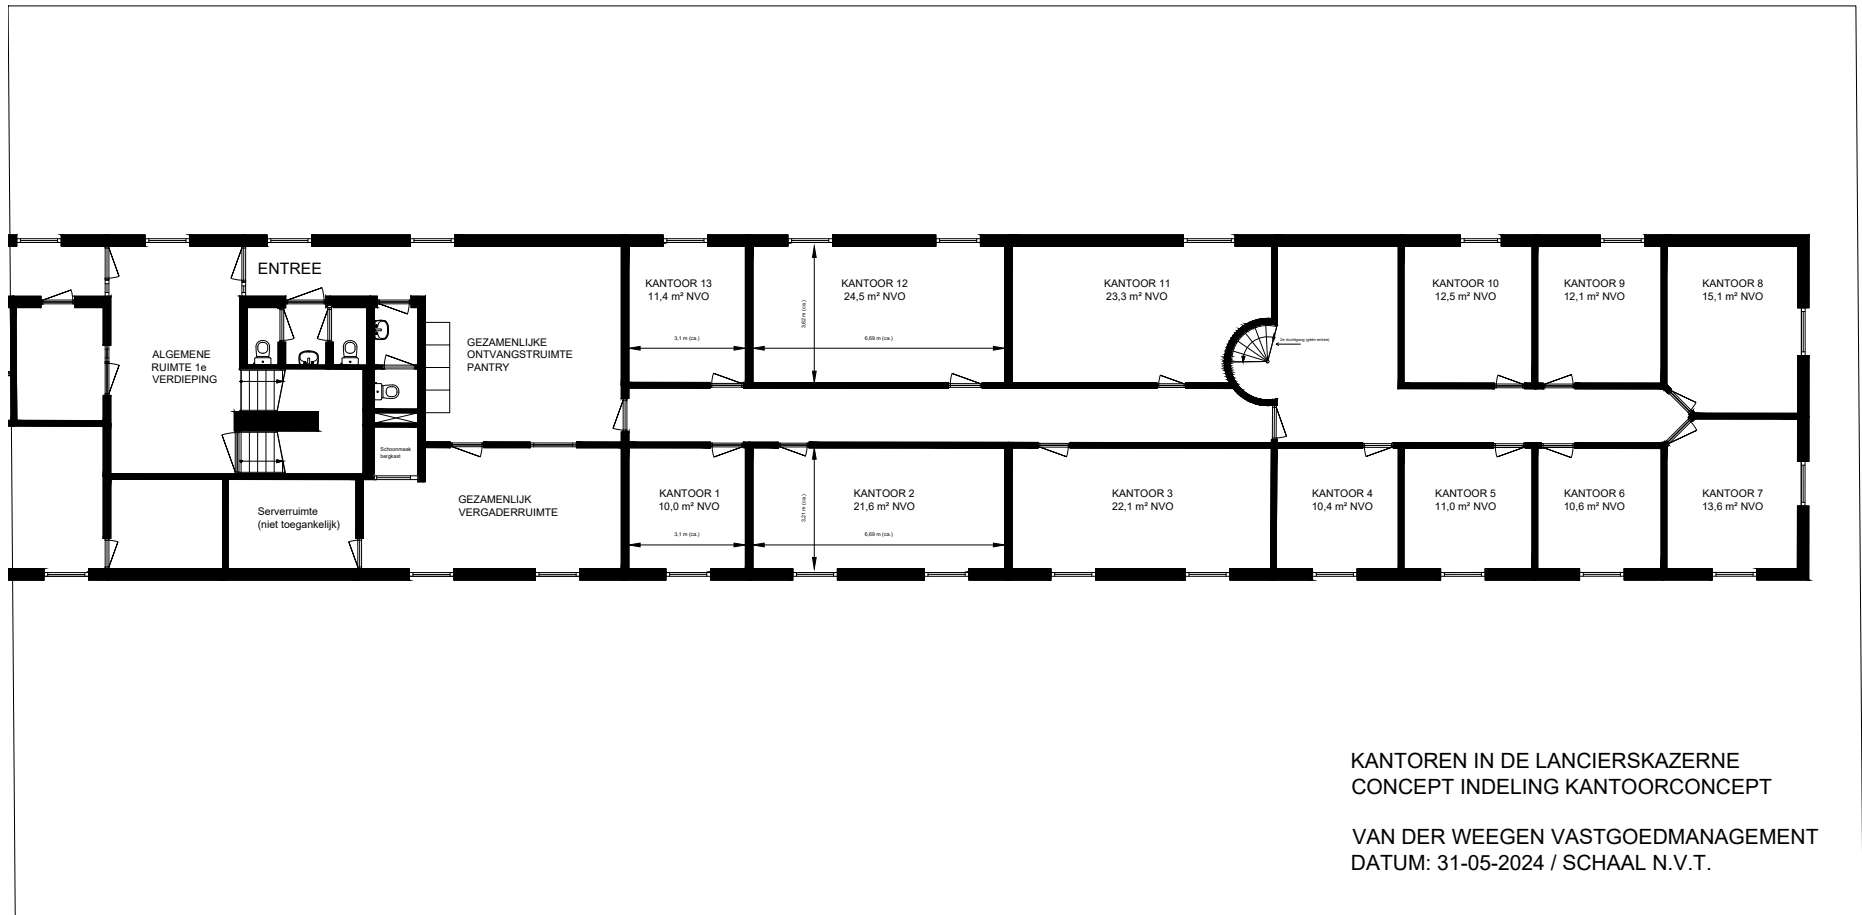 ENTREE
KANTOOR 13
11,4 m² NVO
KANTOOR 12
24,5 m² NVO
KANTOOR 11
23,3 m² NVO
KANTOOR 10
12,5 m² NVO
KANTOOR 9
12,1 m² NVO
KANTOOR 8
15,1 m² NVO
3,62 m (ca.)
3,1 m (ca.)
6,69 m (ca.)
2e vluchtgang (géén entree)
ALGEMENE
RUIMTE 1e
VERDIEPING
GEZAMENLIJKE
ONTVANGSTRUIMTE
PANTRY
Schoonmaak
bergkast
Serverruimte
(niet toegankelijk)
GEZAMENLIJK
VERGADERRUIMTE
KANTOOR 1
10,0 m² NVO
KANTOOR 2
21,6 m² NVO
KANTOOR 3
22,1 m² NVO
KANTOOR 4
10,4 m² NVO
KANTOOR 5
11,0 m² NVO
KANTOOR 6
10,6 m² NVO
KANTOOR 7
13,6 m² NVO
3,21 m (ca.)
3,1 m (ca.)
6,69 m (ca.)
KANTOREN IN DE LANCIERSKAZERNE
CONCEPT INDELING KANTOORCONCEPT
VAN DER WEEGEN VASTGOEDMANAGEMENT
DATUM: 31-05-2024 / SCHAAL N.V.T.